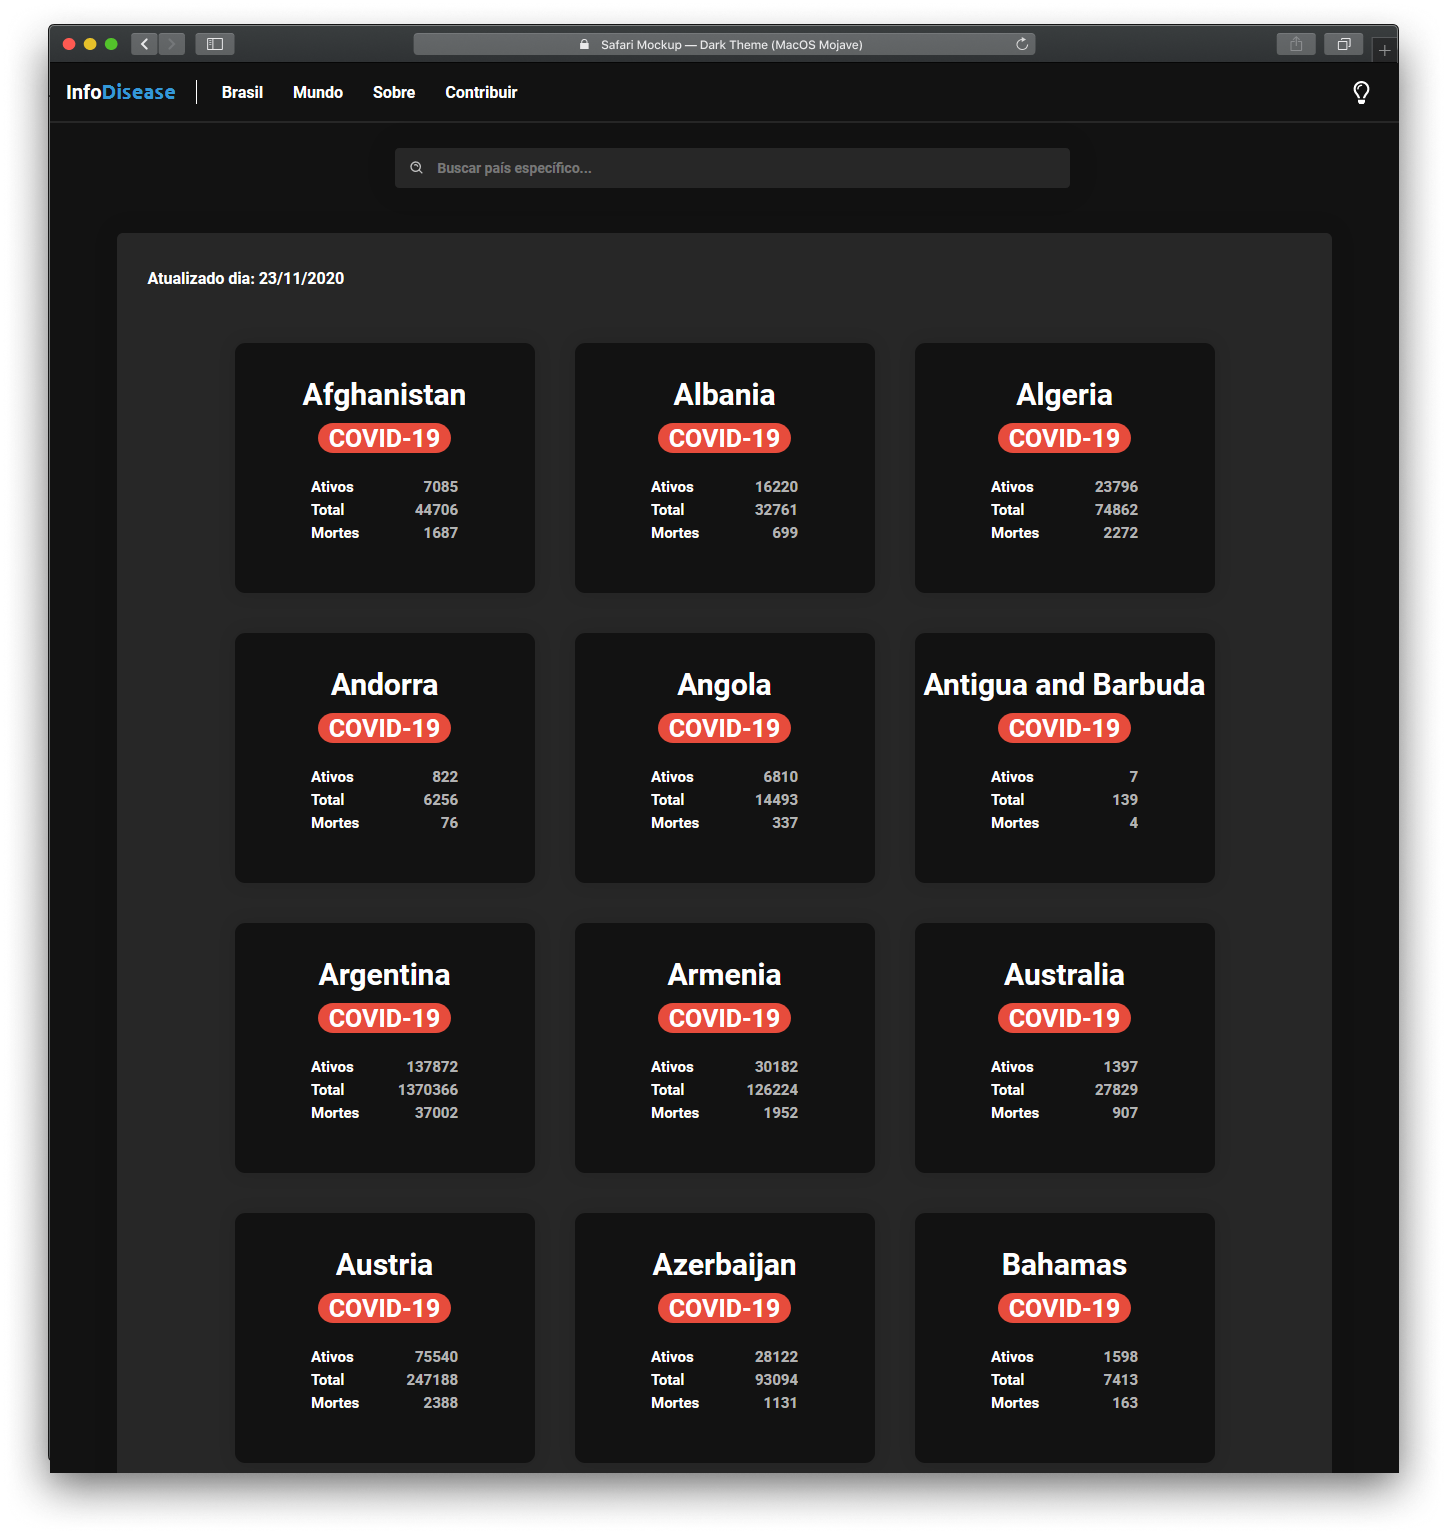 Safari Mockup — Dark Theme (MacOS Mojave)
InfoDisease Brasil Mundo Sobre Contribuir
Buscar país específico...
Atualizado dia: 23/11/2020
Afghanistan
COVID-19
Ativos 7085
Total 44706
Mortes 1687
Albania
COVID-19
Ativos 16220
Total 32761
Mortes 699
Algeria
COVID-19
Ativos 23796
Total 74862
Mortes 2272
Andorra
COVID-19
Ativos 822
Total 6256
Mortes 76
Angola
COVID-19
Ativos 6810
Total 14493
Mortes 337
Antigua and Barbuda
COVID-19
Ativos 7
Total 139
Mortes 4
Argentina
COVID-19
Ativos 137872
Total 1370366
Mortes 37002
Armenia
COVID-19
Ativos 30182
Total 126224
Mortes 1952
Australia
COVID-19
Ativos 1397
Total 27829
Mortes 907
Austria
COVID-19
Ativos 75540
Total 247188
Mortes 2388
Azerbaijan
COVID-19
Ativos 28122
Total 93094
Mortes 1131
Bahamas
COVID-19
Ativos 1598
Total 7413
Mortes 163